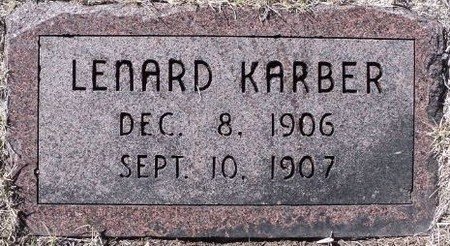 LENARD KARBER
DEC. 8, 1906
SEPT. 10, 1907